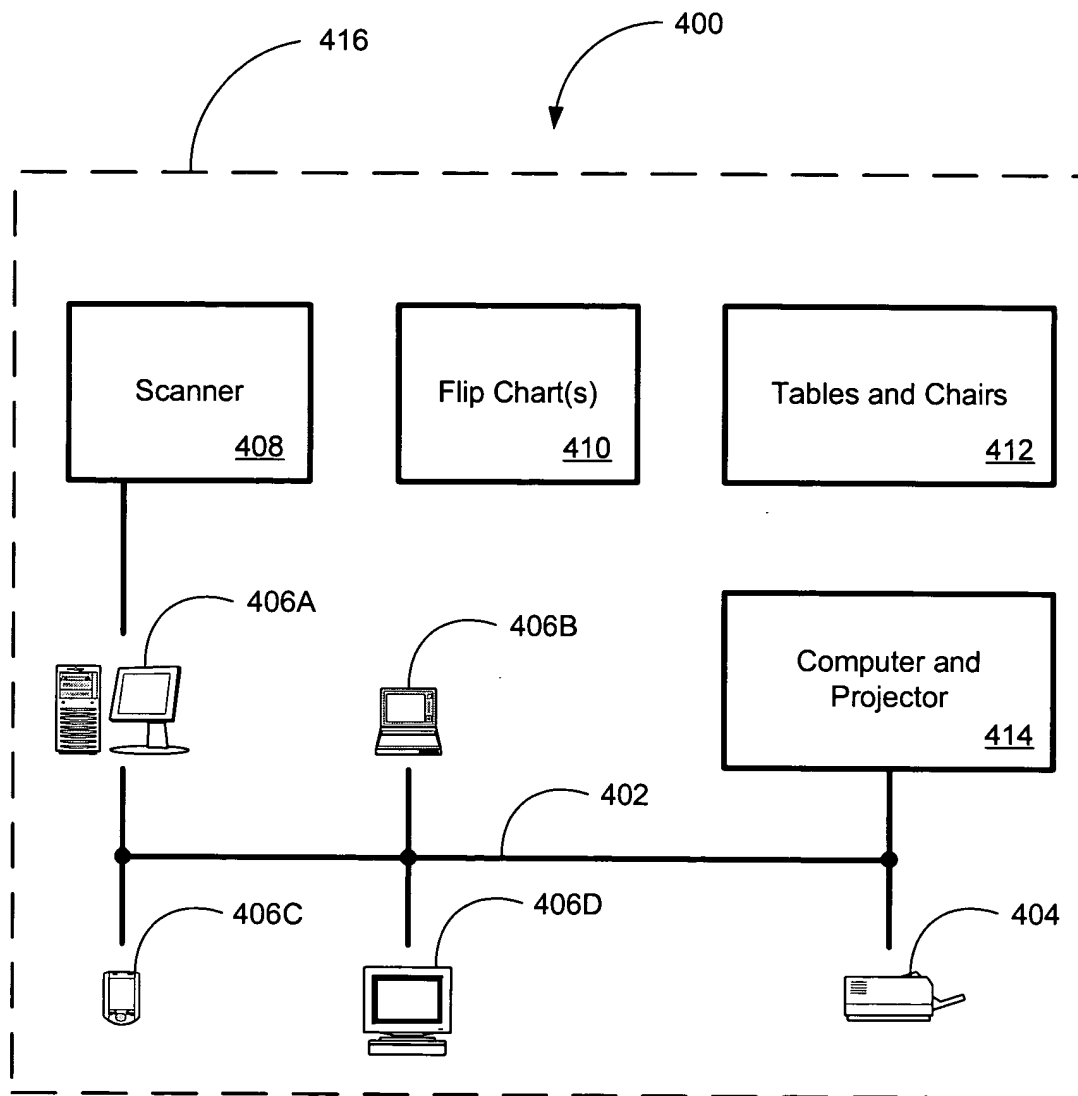 416
400
Scanner
408
Flip Chart(s)
410
Tables and Chairs
412
406A
406B
Computer and
Projector
414
402
406C
406D
404